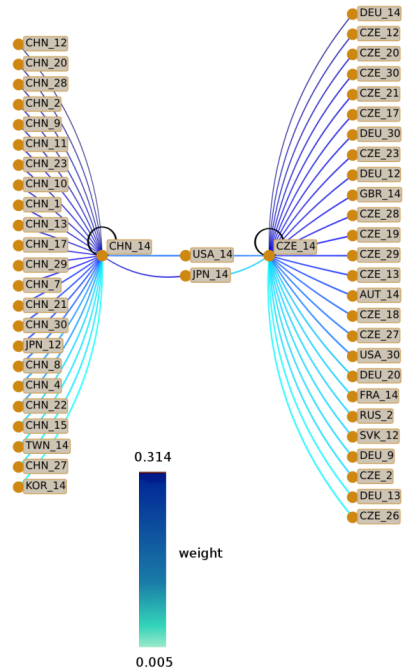 CHN_12
CHN_20
CHN_28
CHN_2
CHN_9
CHN_11
CHN_23
CHN_10
CHN_1
CHN_13
CHN_17
CHN_29
CHN_7
CHN_21
CHN_30
JPN_12
CHN_8
CHN_4
CHN_22
CHN_15
TWN_14
CHN_27
KOR_14
CHN_14
USA_14
JPN_14
CZE_14
DEU_14
CZE_12
CZE_20
CZE_30
CZE_21
CZE_17
DEU_30
CZE_23
DEU_12
GBR_14
CZE_28
CZE_19
CZE_29
CZE_13
AUT_14
CZE_18
CZE_27
USA_30
DEU_20
FRA_14
RUS_2
SVK_12
DEU_9
CZE_2
DEU_13
CZE_26
0.314
weight
0.005